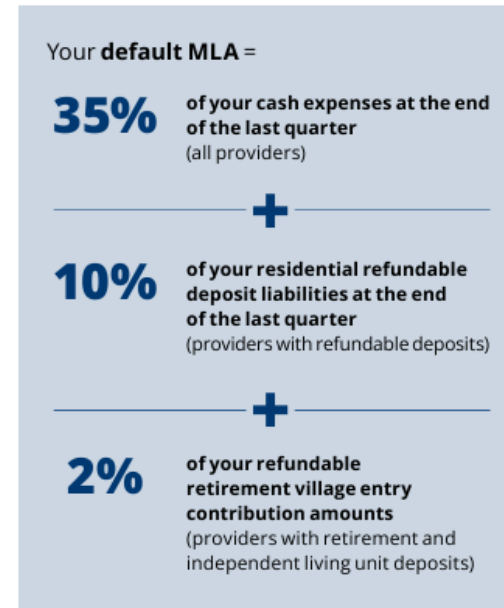 Your default MLA =
35%
of your cash expenses at the end
of the last quarter
(all providers)
+
10%
of your residential refundable
deposit liabilities at the end
of the last quarter
(providers with refundable deposits)
+
2%
of your refundable
retirement village entry
contribution amounts
(providers with retirement and
independent living unit deposits)